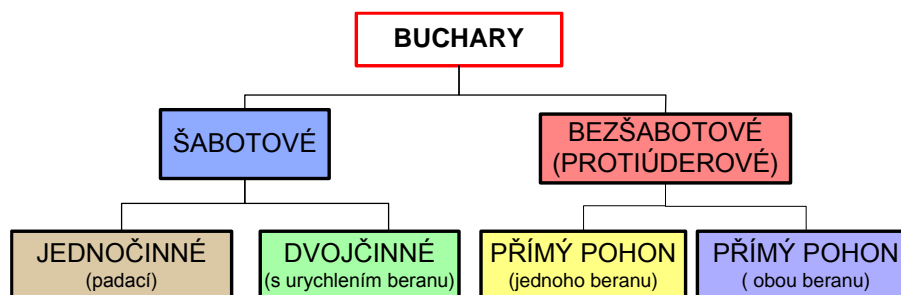 BUCHARY
ŠABOTOVÉ
BEZŠABOTOVÉ
(PROTIÚDEROVÉ)
JEDNOČINNÉ
(padací)
DVOJČINNÉ
(s urychlením beranu)
PŘÍMÝ POHON
(jednoho beranu)
PŘÍMÝ POHON
( obou beranu)